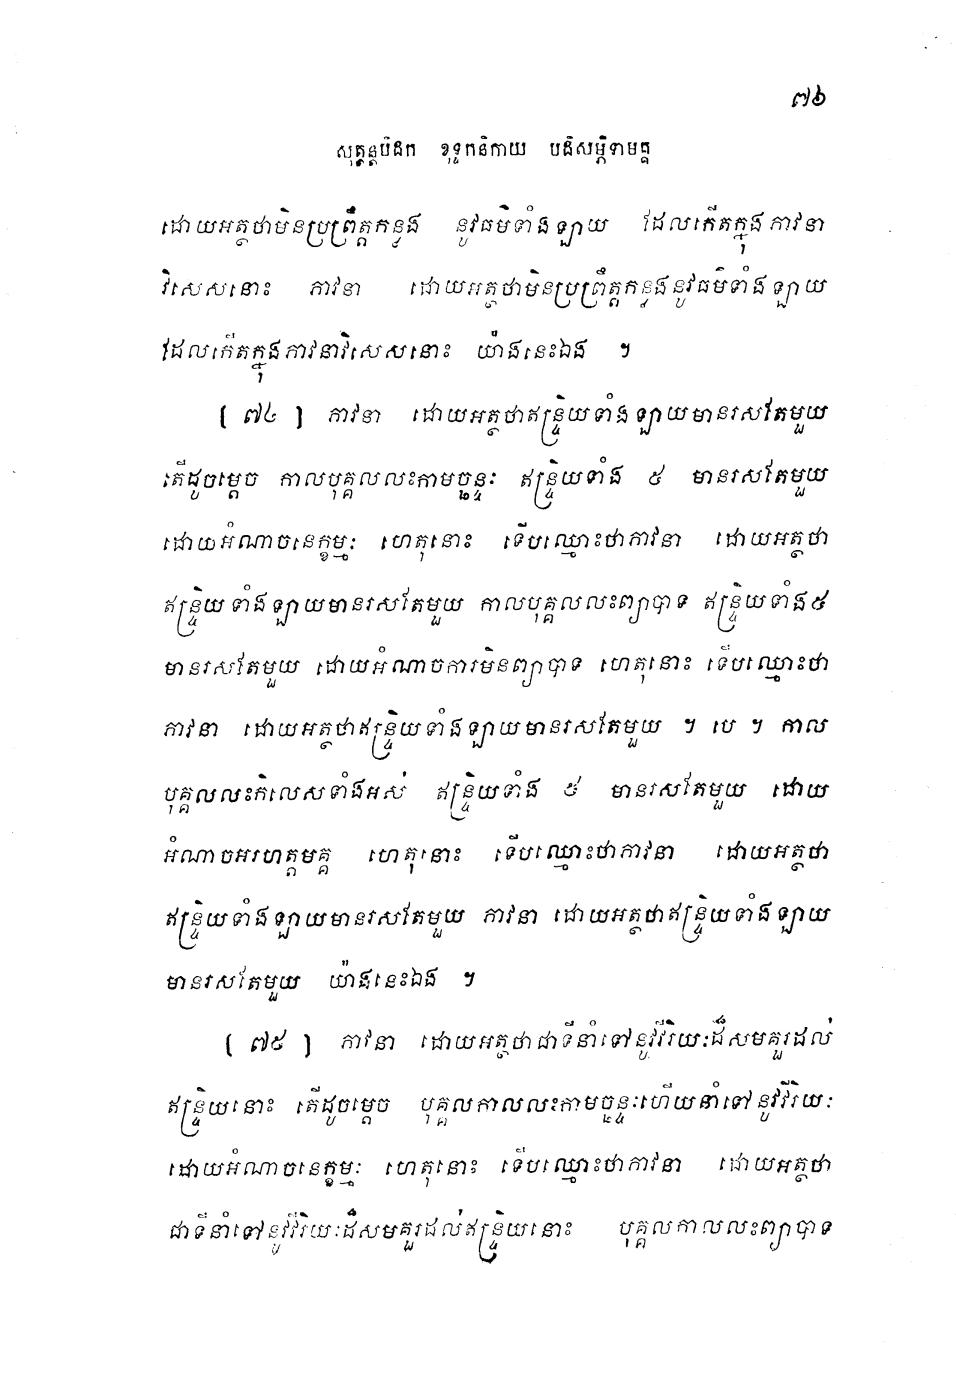 ៧៦
សុត្តន្តបិដក ខុទ្ទកនិកាយ បដិសម្ភិទាមគ្គ
ដោយអត្ថថាមិនប្រព្រឹត្តកន្លង នូវធម៌ទាំងឡាយ ដែលកើតក្នុងភាវនា
វិសេសនោះ ភាវនា ដោយអត្ថថាមិនប្រព្រឹត្តកន្លងនូវធម៌ទាំងឡាយ
ដែលកើតក្នុងភាវនាវិសេសនោះ យ៉ាងនេះឯង ។
[ ៧៤ ] ភាវនា ដោយអត្ថថាឥន្ទ្រិយទាំងឡាយមានរសតែមួយ
តើដូចម្តេច កាលបុគ្គលលះកាមច្ឆន្ទៈ ឥន្ទ្រិយទាំង ៥ មានរសតែមួយ
ដោយអំណាចនេក្ខម្មៈ ហេតុនោះ ទើបឈ្មោះថាភាវនា ដោយអត្ថថា
ឥន្ទ្រិយទាំងឡាយមានរសតែមួយ កាលបុគ្គលលះព្យាបាទ ឥន្ទ្រិយទាំង៥
មានរសតែមួយ ដោយអំណាចការមិនព្យាបាទ ហេតុនោះ ទើបឈ្មោះថា
ភាវនា ដោយអត្ថថាឥន្ទ្រិយទាំងឡាយមានរសតែមួយ ។ បេ ។ កាល
បុគ្គលលះកិលេសទាំងអស់ ឥន្ទ្រិយទាំង ៥ មានរសតែមួយ ដោយ
អំណាចអរហត្តមគ្គ ហេតុនោះ ទើបឈ្មោះថាភាវនា ដោយអត្ថថា
ឥន្ទ្រិយទាំងឡាយមានរសតែមួយ ភាវនា ដោយអត្ថថាឥន្ទ្រិយទាំងឡាយ
មានរសតែមួយ យ៉ាងនេះឯង ។
[ ៧៥ ] ភាវនា ដោយអត្ថថាជាទីនាំទៅនូវវីរិយៈដ៏សមគួរដល់
ឥន្ទ្រិយនោះ តើដូចម្តេច បុគ្គលកាលលះកាមច្ឆន្ទៈហើយនាំទៅនូវវីរិយៈ
ដោយអំណាចនេក្ខម្មៈ ហេតុនោះ ទើបឈ្មោះថាភាវនា ដោយអត្ថថា
ជាទីនាំទៅនូវវីរិយៈដ៏សមគួរដល់ឥន្ទ្រិយនោះ បុគ្គលកាលលះព្យាបាទ